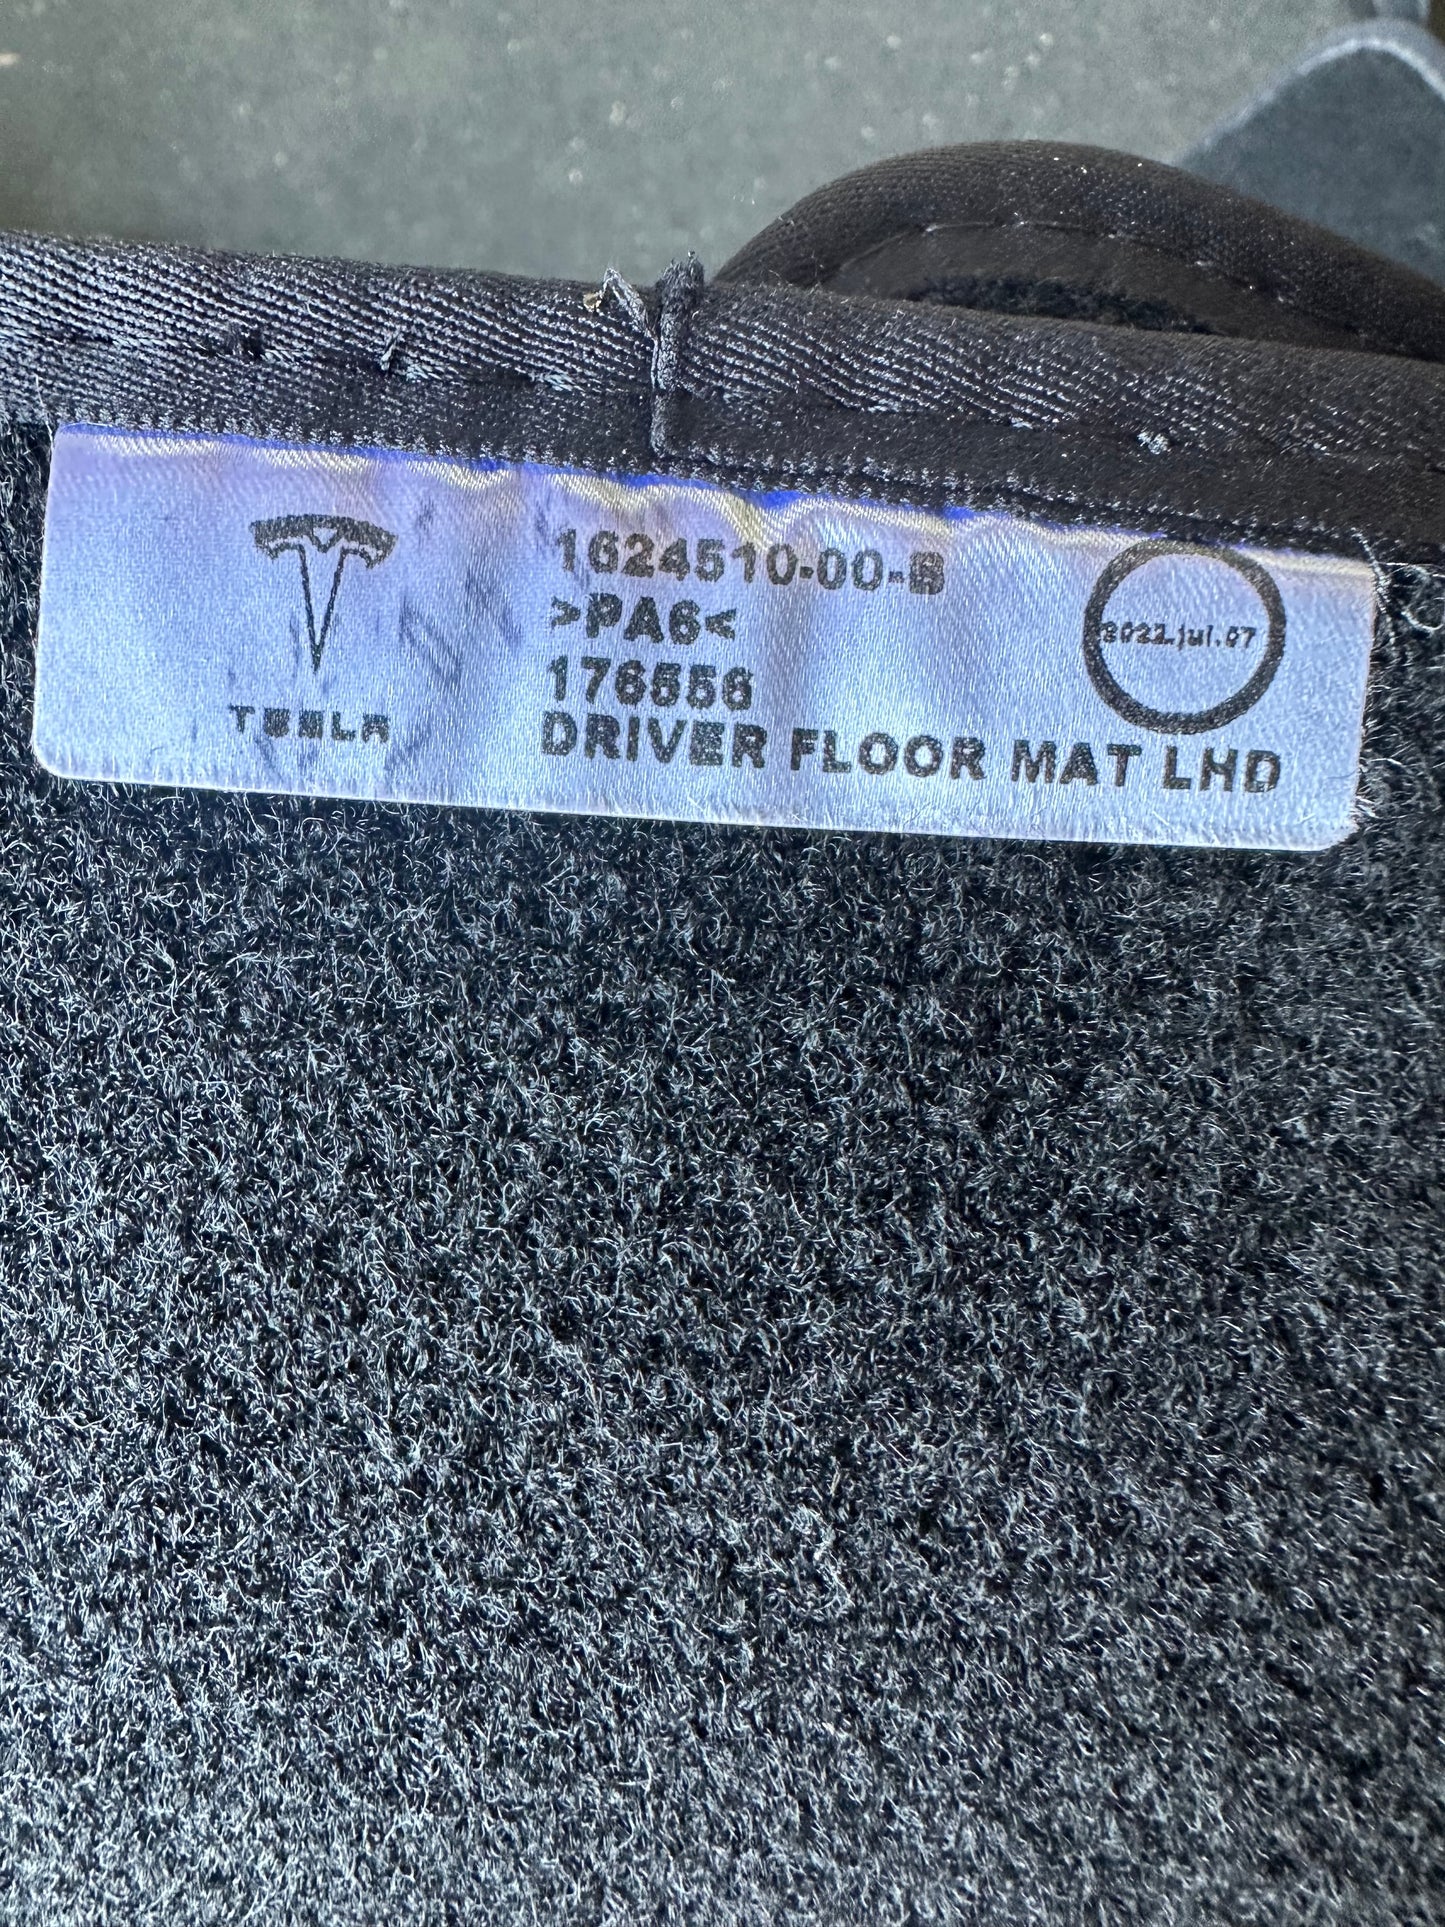 TESLA
1624510-00-B
>PA6<
176556
DRIVER FLOOR MAT LHD
2022.jul.07